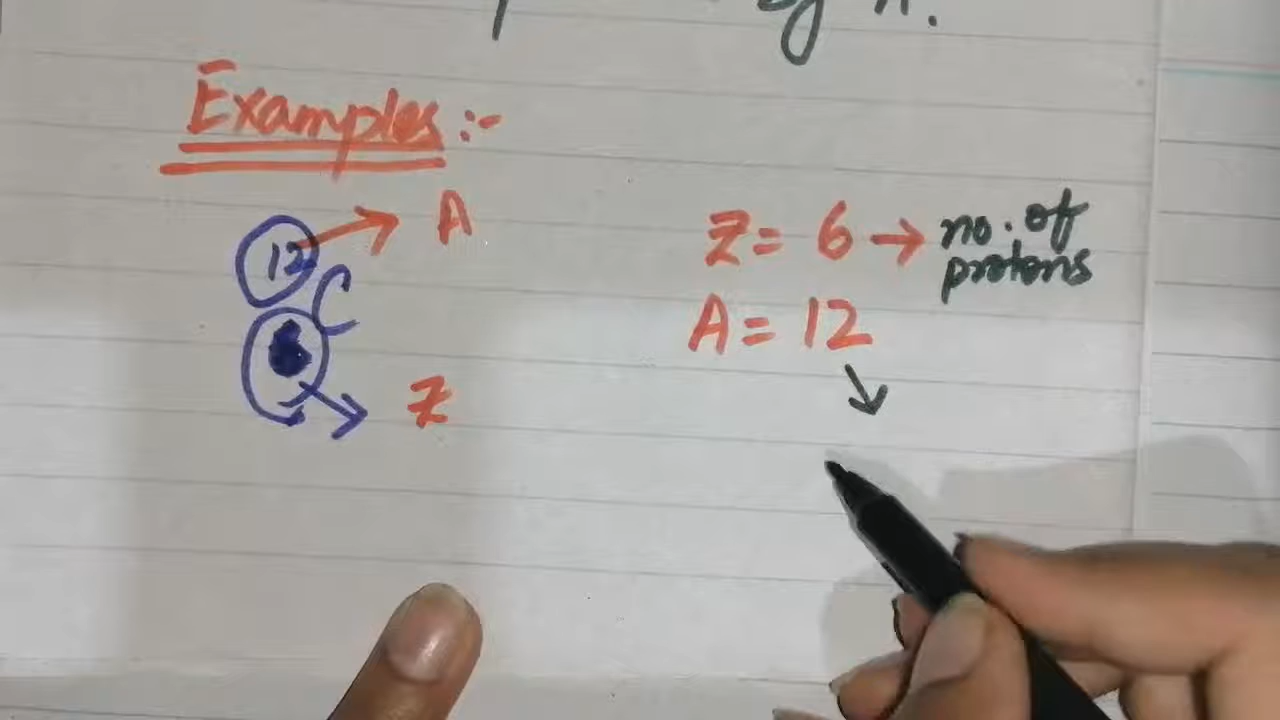 Examples:-
12 → A
C
6 → Z
Z = 6 → no. of
protons
A = 12